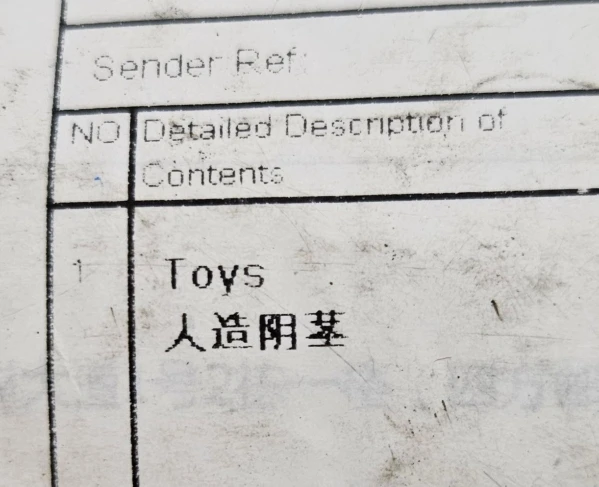 Sender Ref:
NO Detailed Description of
Contents
1 Toys
人造阴茎